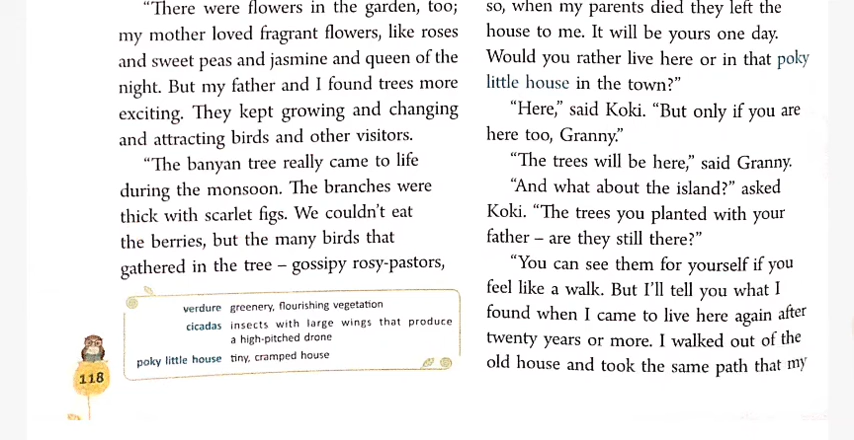 “There were flowers in the garden, too;
my mother loved fragrant flowers, like roses
and sweet peas and jasmine and queen of the
night. But my father and I found trees more
exciting. They kept growing and changing
and attracting birds and other visitors.
“The banyan tree really came to life
during the monsoon. The branches were
thick with scarlet figs. We couldn’t eat
the berries, but the many birds that
gathered in the tree – gossipy rosy-pastors,
verdure greenery, flourishing vegetation
cicadas insects with large wings that produce
a high-pitched drone
poky little house tiny, cramped house
118
so, when my parents died they left the
house to me. It will be yours one day.
Would you rather live here or in that poky
little house in the town?”
“Here,” said Koki. “But only if you are
here too, Granny.”
“The trees will be here,” said Granny.
“And what about the island?” asked
Koki. “The trees you planted with your
father – are they still there?”
“You can see them for yourself if you
feel like a walk. But I’ll tell you what I
found when I came to live here again after
twenty years or more. I walked out of the
old house and took the same path that my